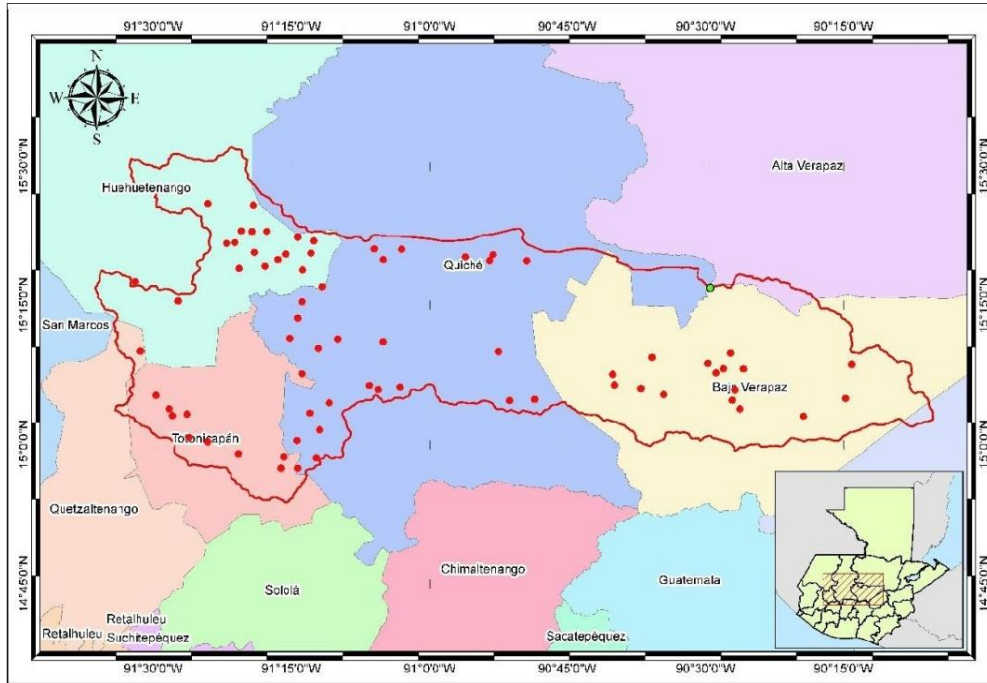 91°30'0"W 91°15'0"W 91°0'0"W 90°45'0"W 90°30'0"W 90°15'0"W
N
W E
S
15°30'0"N 15°30'0"N
Alta Verapaz
Huehuetenango
Quiché
15°15'0"N 15°15'0"N
San Marcos
Baja Verapaz
15°0'0"N 15°0'0"N
Totonicapán
Quetzaltenango
Chimaltenango
Guatemala
Sololá
14°45'0"N 14°45'0"N
Retalhuleu
Retalhuleu Suchitepéquez
Sacatepéquez
91°30'0"W 91°15'0"W 91°0'0"W 90°45'0"W 90°30'0"W 90°15'0"W